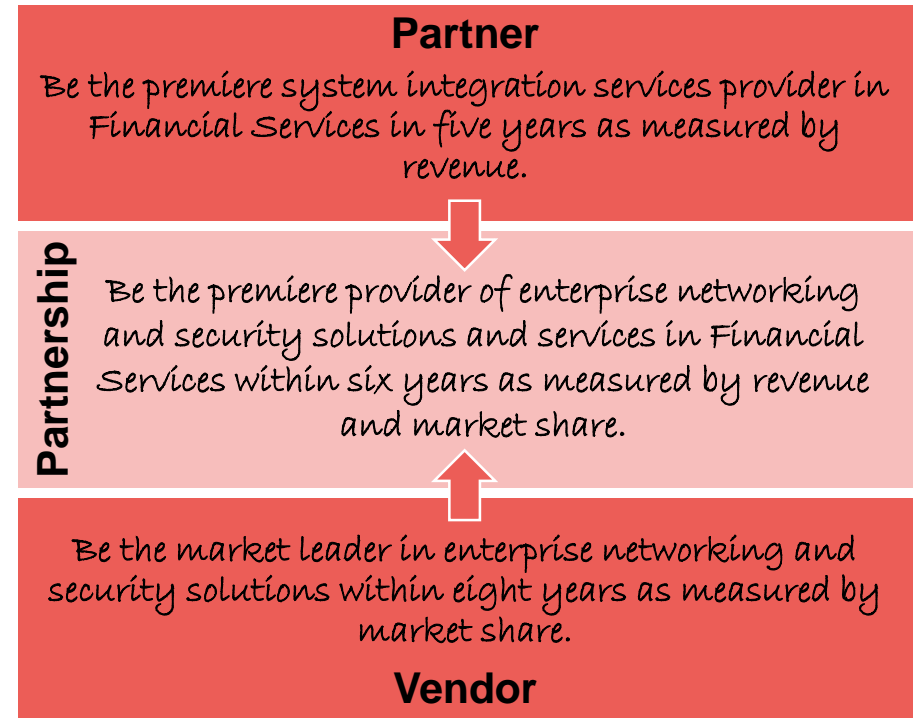 Partner
Be the premiere system integration services provider in
Financial Services in five years as measured by
revenue.
Partnership
Be the premiere provider of enterprise networking
and security solutions and services in Financial
Services within six years as measured by revenue
and market share.
Be the market leader in enterprise networking and
security solutions within eight years as measured by
market share.
Vendor